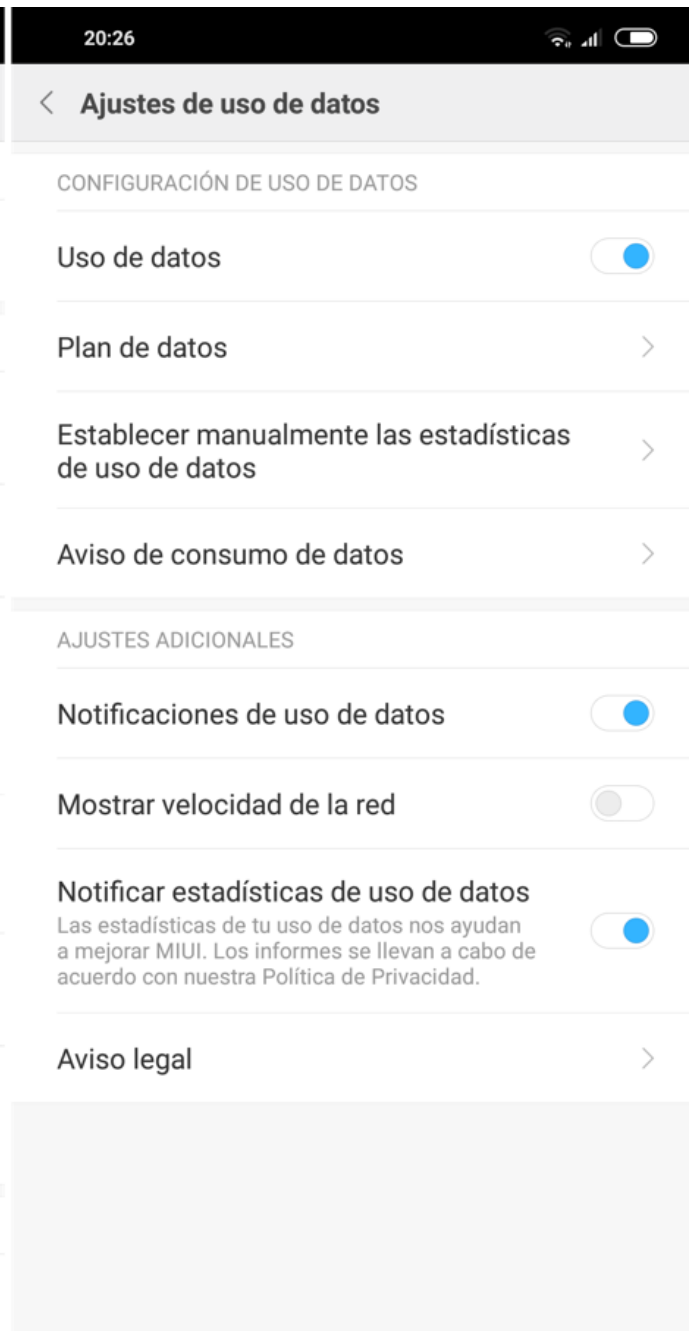 20:26
Ajustes de uso de datos
CONFIGURACIÓN DE USO DE DATOS
Uso de datos
Plan de datos
Establecer manualmente las estadísticas
de uso de datos
Aviso de consumo de datos
AJUSTES ADICIONALES
Notificaciones de uso de datos
Mostrar velocidad de la red
Notificar estadísticas de uso de datos
Las estadísticas de tu uso de datos nos ayudan
a mejorar MIUI. Los informes se llevan a cabo de
acuerdo con nuestra Política de Privacidad.
Aviso legal